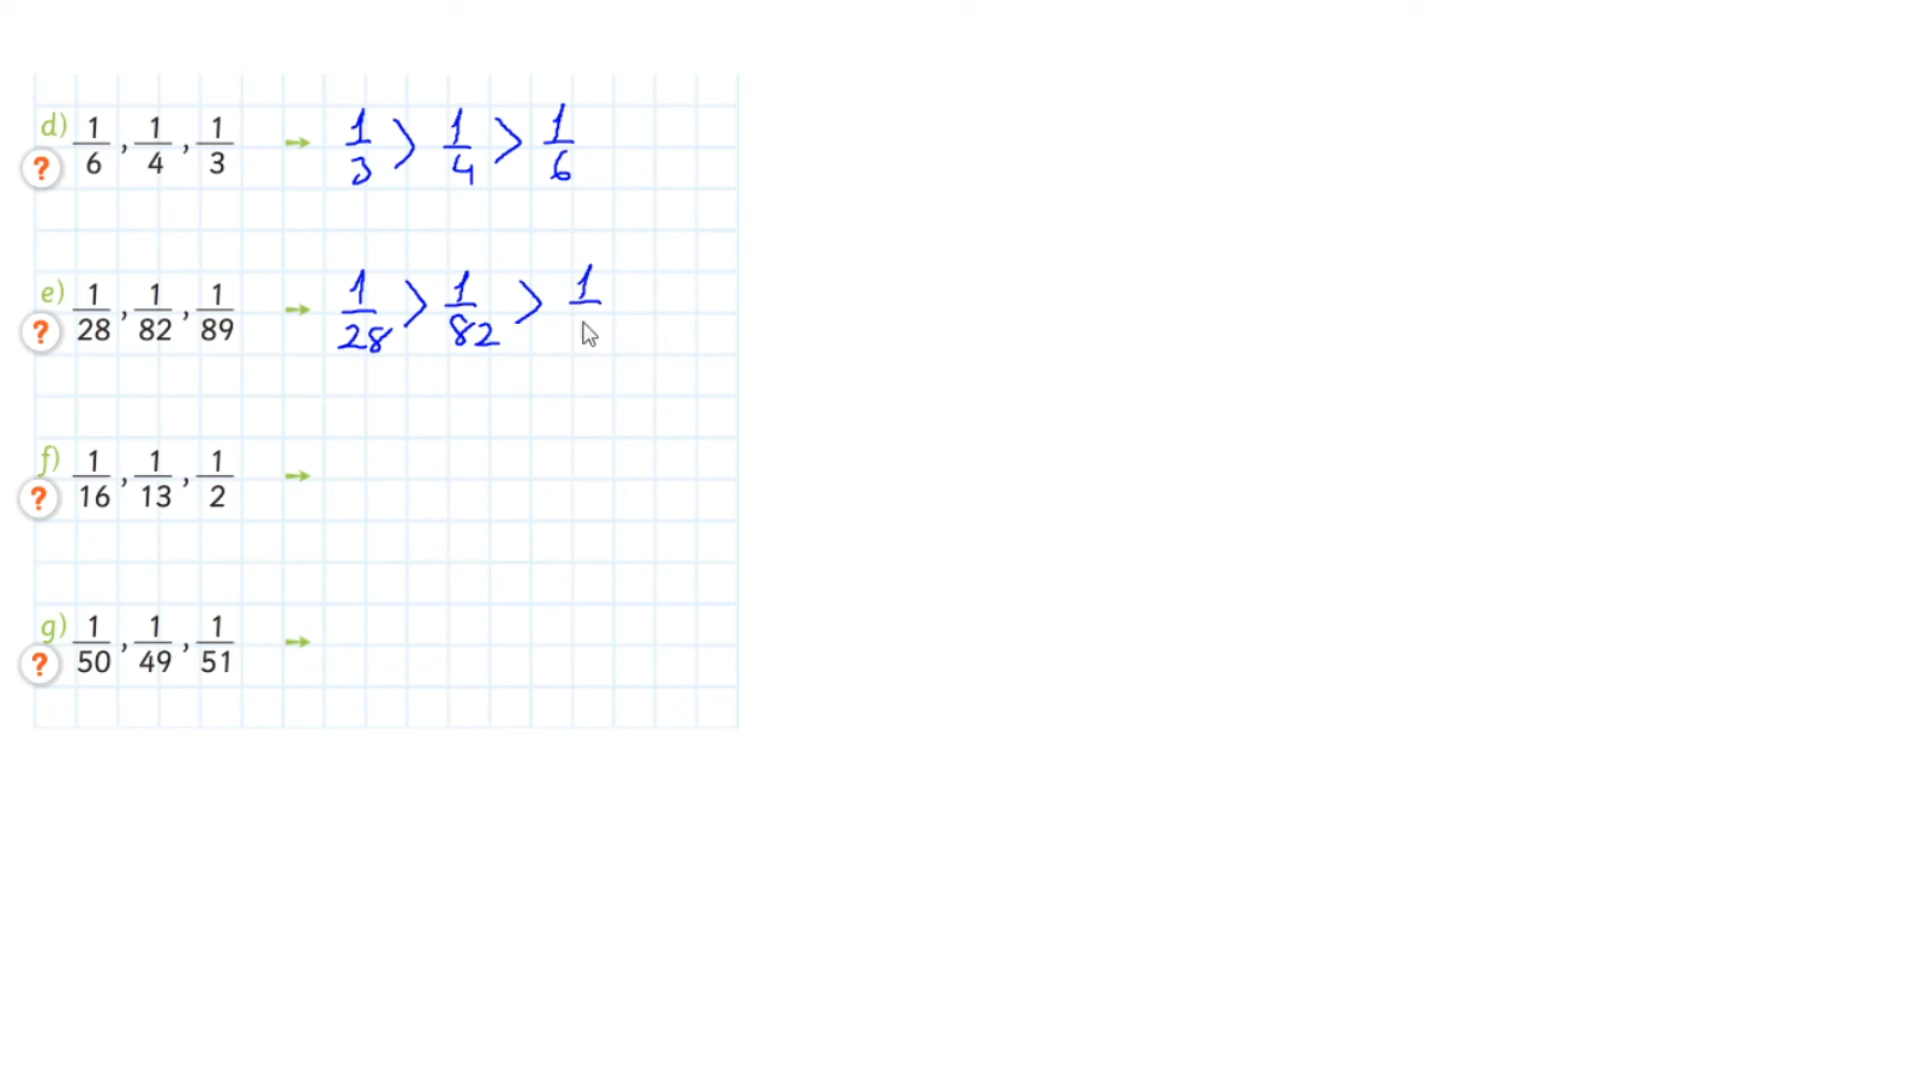 d) 1/6, 1/4, 1/3 → 1/3 > 1/4 > 1/6
?
e) 1/28, 1/82, 1/89 → 1/28 > 1/82 > 1/
?
f) 1/16, 1/13, 1/2 →
?
g) 1/50, 1/49, 1/51 →
?